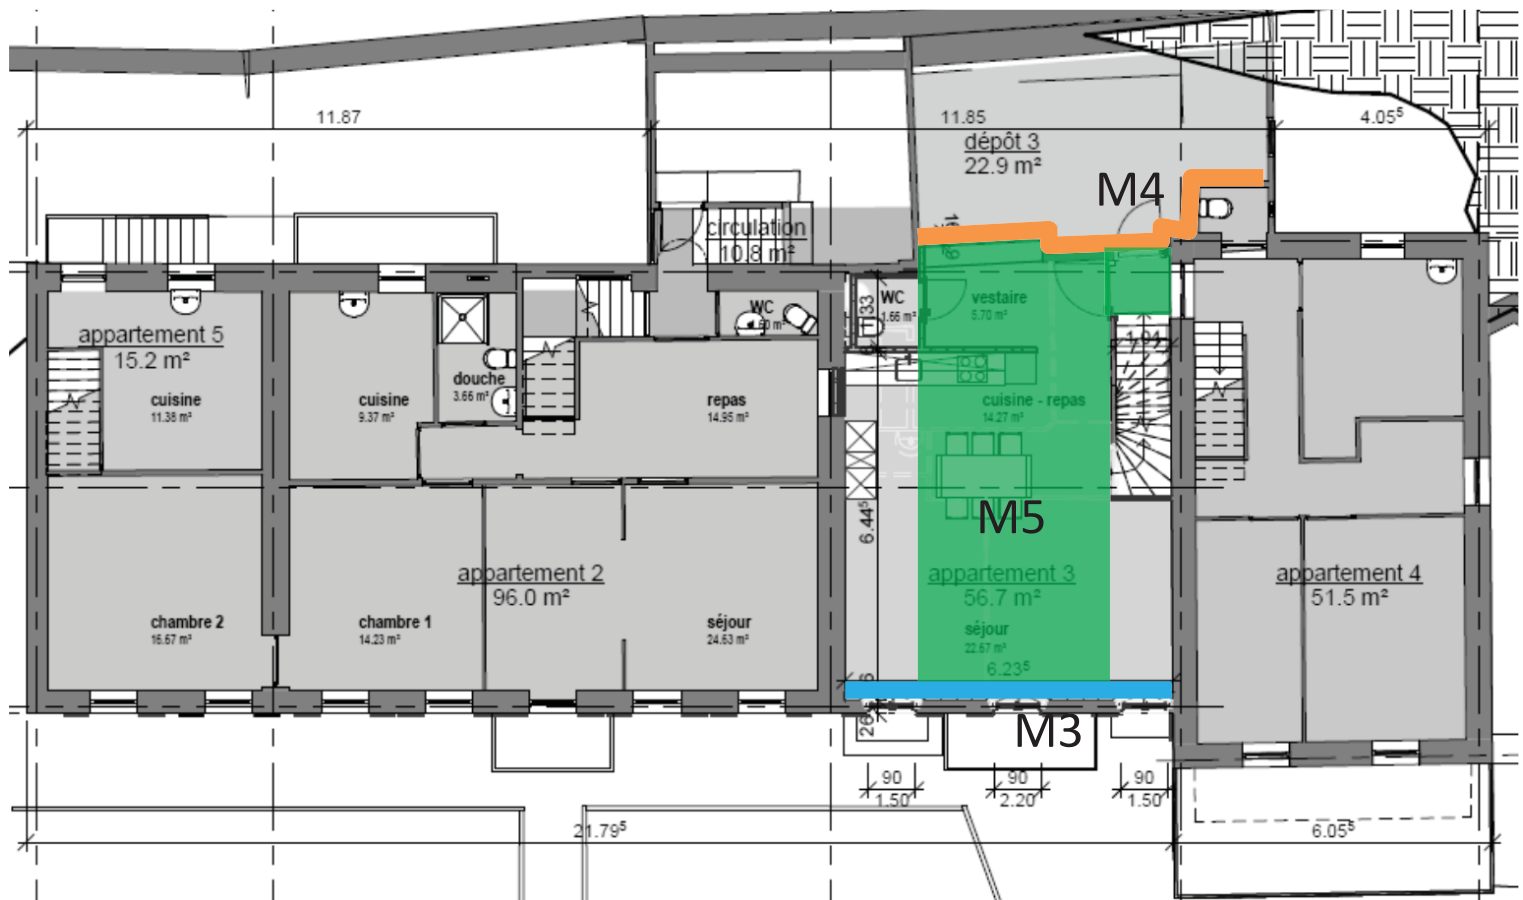 11.87
11.85
4.05⁵
dépôt 3
22.9 m²
M4
circulation
10.8 m²
WC
1.66 m²
1.33
vestaire
5.70 m²
WC
appartement 5
15.2 m²
douche
3.66 m²
cuisine
11.38 m²
cuisine
9.37 m²
repas
14.95 m²
cuisine - repas
14.27 m²
6.44⁵
M5
appartement 2
96.0 m²
appartement 3
56.7 m²
appartement 4
51.5 m²
chambre 2
16.67 m²
chambre 1
14.23 m²
séjour
24.63 m²
séjour
22.67 m²
6.23⁵
M3
90
1.50
90
2.20
90
1.50
21.79⁵
6.05⁵